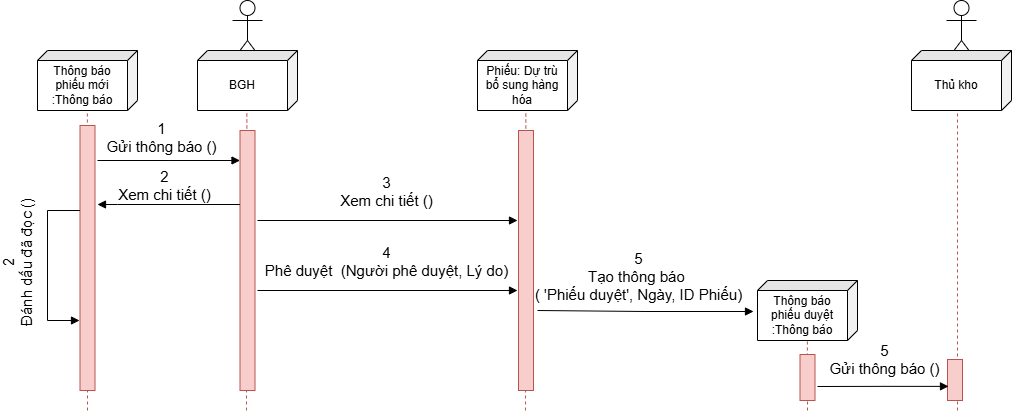 Thông báo
phiếu mới
:Thông báo
BGH
Phiếu: Dự trù
bổ sung hàng
hóa
Thủ kho
1
Gửi thông báo ()
2
Xem chi tiết ()
3
Xem chi tiết ()
2
Đánh dấu đã đọc ()
4
Phê duyệt (Người phê duyệt, Lý do)
5
Tạo thông báo
( 'Phiếu duyệt', Ngày, ID Phiếu)
Thông báo
phiếu duyệt
:Thông báo
5
Gửi thông báo ()